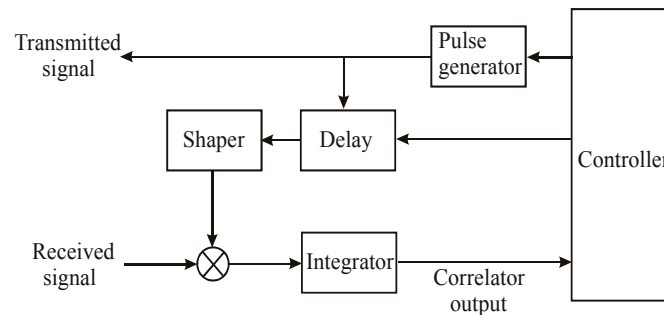 Transmitted
signal
Pulse
generator
Shaper
Delay
Controller
Received
signal
Integrator
Correlator
output